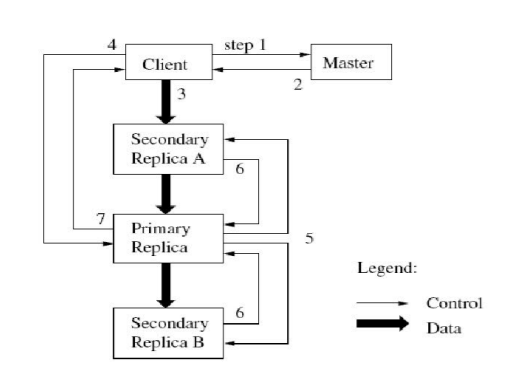 4
step 1
Client
Master
2
3
Secondary
Replica A
6
7
Primary
Replica
5
Legend:
Control
6
Secondary
Replica B
Data